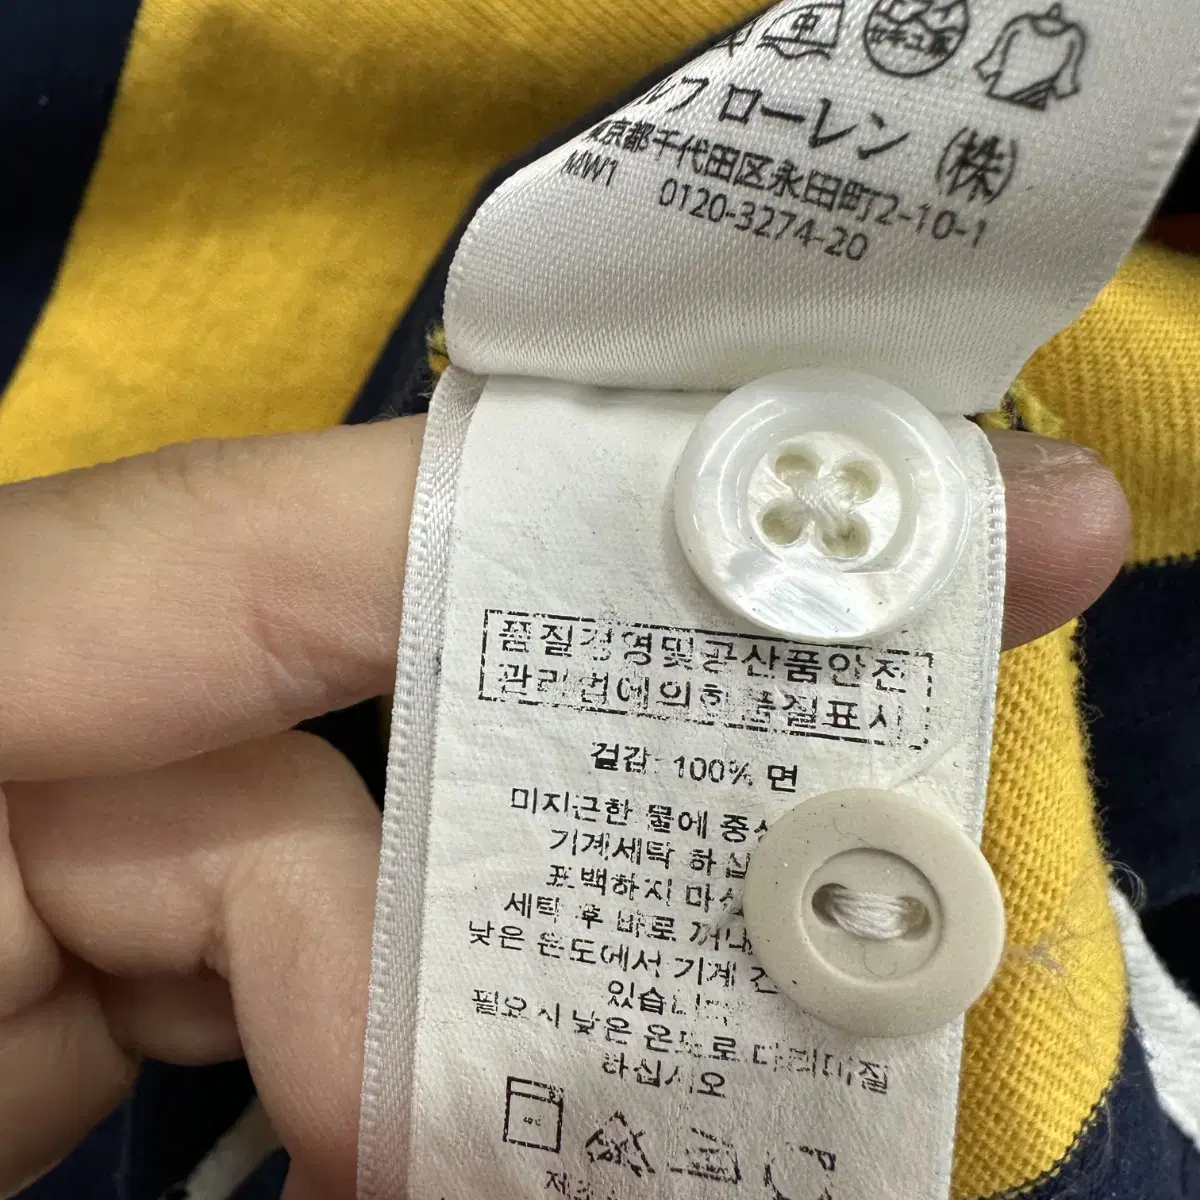 ルフ ローレン (株)
東京都千代田区永田町2-10-1
MW1 0120-3274-20
품질경영및공산품안전
관리법에의한 품질표시
겉감: 100% 면
미지근한 물에 중성
기계세탁 하십
표백하지 마십
세탁 후 바로 꺼내
낮은 온도에서 기계 건
있습니
필요시 낮은 온도로 다리미질
하십시오
제조